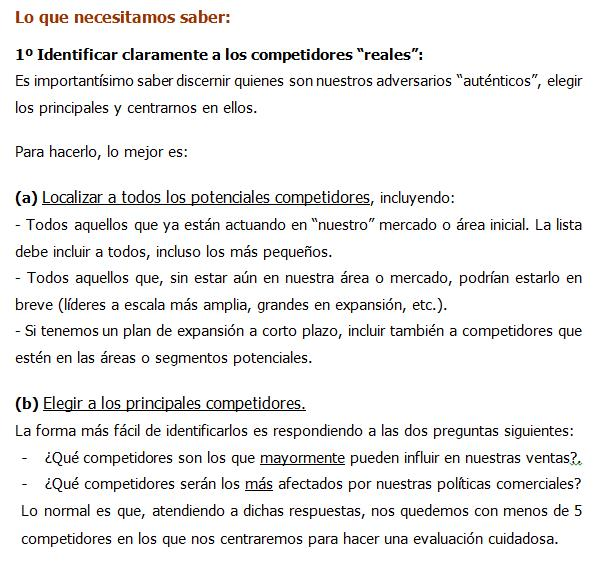 Lo que necesitamos saber:
1º Identificar claramente a los competidores “reales”:
Es importantísimo saber discernir quienes son nuestros adversarios “auténticos”, elegir
los principales y centrarnos en ellos.
Para hacerlo, lo mejor es:
(a) Localizar a todos los potenciales competidores, incluyendo:
- Todos aquellos que ya están actuando en “nuestro” mercado o área inicial. La lista
debe incluir a todos, incluso los más pequeños.
- Todos aquellos que, sin estar aún en nuestra área o mercado, podrían estarlo en
breve (líderes a escala más amplia, grandes en expansión, etc.).
- Si tenemos un plan de expansión a corto plazo, incluir también a competidores que
estén en las áreas o segmentos potenciales.
(b) Elegir a los principales competidores.
La forma más fácil de identificarlos es respondiendo a las dos preguntas siguientes:
- ¿Qué competidores son los que mayormente pueden influir en nuestras ventas?.
- ¿Qué competidores serán los más afectados por nuestras políticas comerciales?
Lo normal es que, atendiendo a dichas respuestas, nos quedemos con menos de 5
competidores en los que nos centraremos para hacer una evaluación cuidadosa.